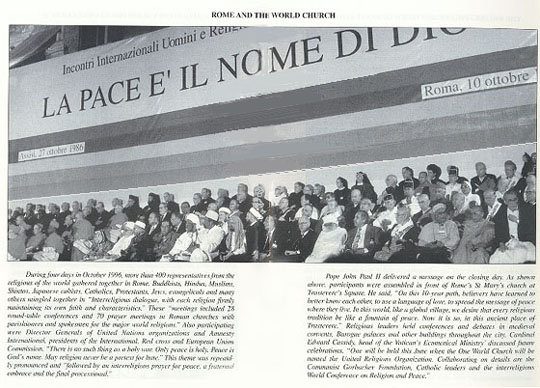 ROME AND THE WORLD CHURCH
Incontri Internazionali Uomini e Religi
LA PACE E' IL NOME DI DIO
Roma, 10 ottobre
Assisi, 27 ottobre 1986
During four days in October 1996, more than 400 representatives from the
religions of the world gathered together in Rome. Buddhists, Hindus, Muslims,
Shintos, Japanese cultists, Catholics, Protestants, Jews, evangelicals and many
others mingled together in "Interreligious dialogue, with each religion firmly
maintaining its own faith and characteristics." These "meetings included 28
round-table conferences and 70 prayer meetings in Roman churches with
parishioners and spokesmen for the major world religions." Also participating
were Director Generals of United Nations organizations and Amnesty
International, presidents of the International Red cross and European Union
Commission. "There is no such thing as a holy war. Only peace is holy. Peace is
God's name. May religion never be a pretext for hate." This theme was repeated-
ly pronounced and "followed by an interreligious prayer for peace, a fraternal
embrace and the final processional."
Pope John Paul II delivered a message on the closing day. As shown
above, participants were assembled in front of Rome's St Mary's church at
Trastevere's Square. He said, "On this 10 year path, believers have learned to
better know each other, to use a language of love, to spread the message of peace
where they live. In this world, like a global village, we desire that every religious
tradition be like a fountain of peace. Now it is so, in this ancient place of
Trastevere." Religious leaders held conferences and debates in medieval
convents, Baroque palaces and other buildings throughout the city. Cardinal
Edward Cassidy, head of the Vatican's Ecumenical Ministry discussed future
celebrations. "One will be held this June when the One World Church will be
named the United Religions Organization. Collaborating on details are the
Communist Gorbachev Foundation, Catholic leaders and the interreligious
World Conference on Religion and Peace."